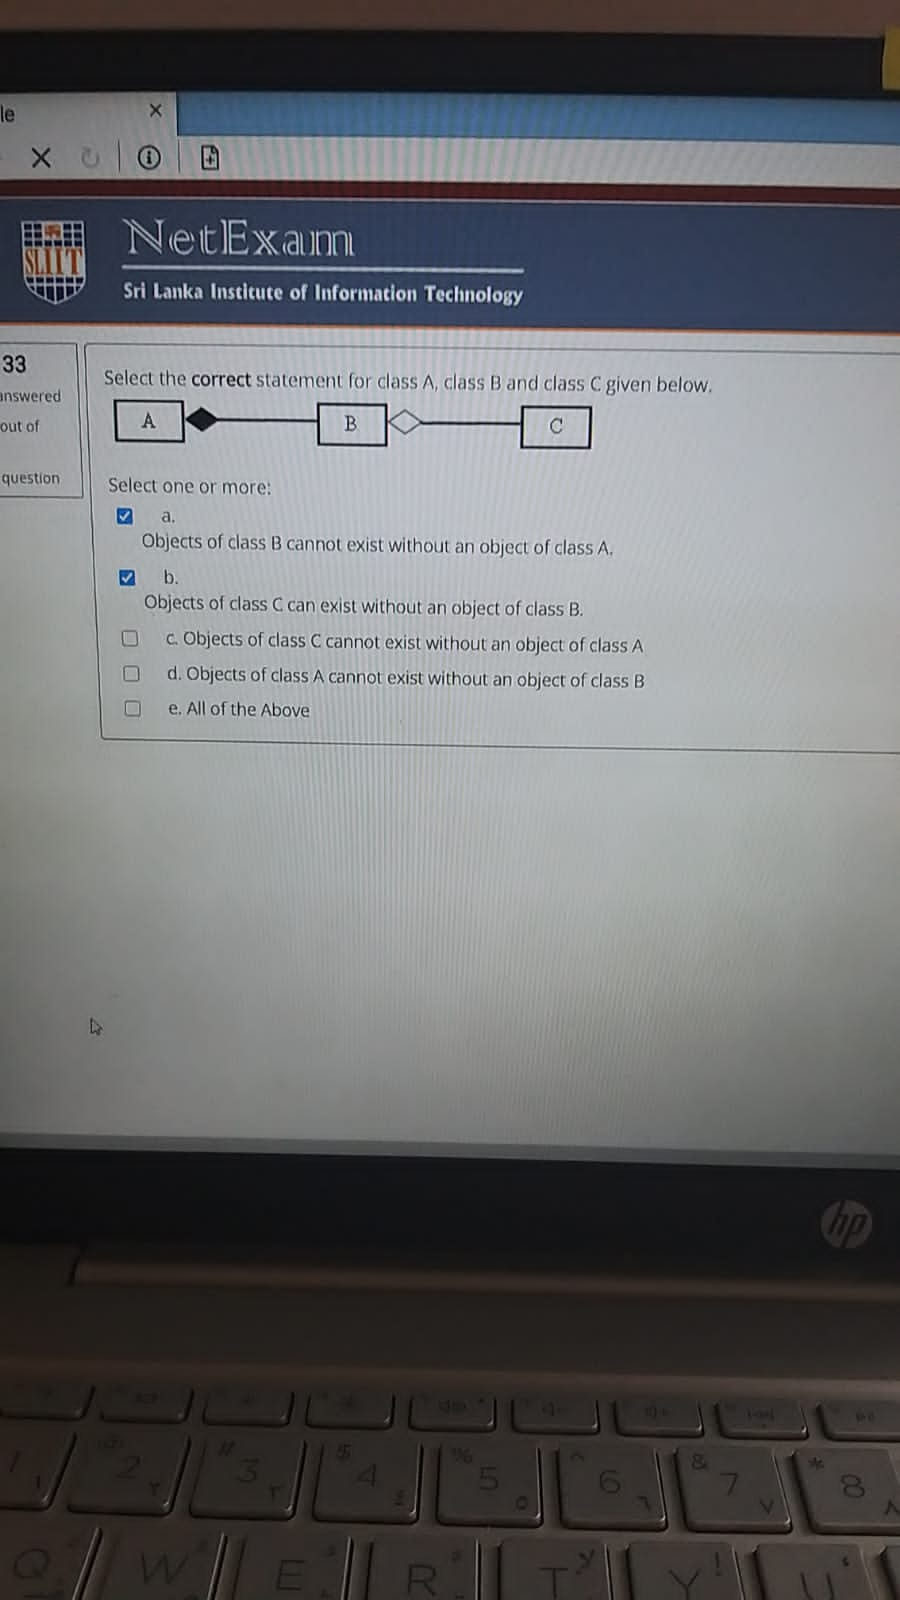 le
NetExam
SLIIT
Sri Lanka Institute of Information Technology
33
answered
out of
question
Select the correct statement for class A, class B and class C given below.
A B C
Select one or more:
a.
Objects of class B cannot exist without an object of class A.
b.
Objects of class C can exist without an object of class B.
c. Objects of class C cannot exist without an object of class A
d. Objects of class A cannot exist without an object of class B
e. All of the Above
hp
2 # 3 $ 4 % 5 ^ 6 & 7 * 8
Q W E R T Y U